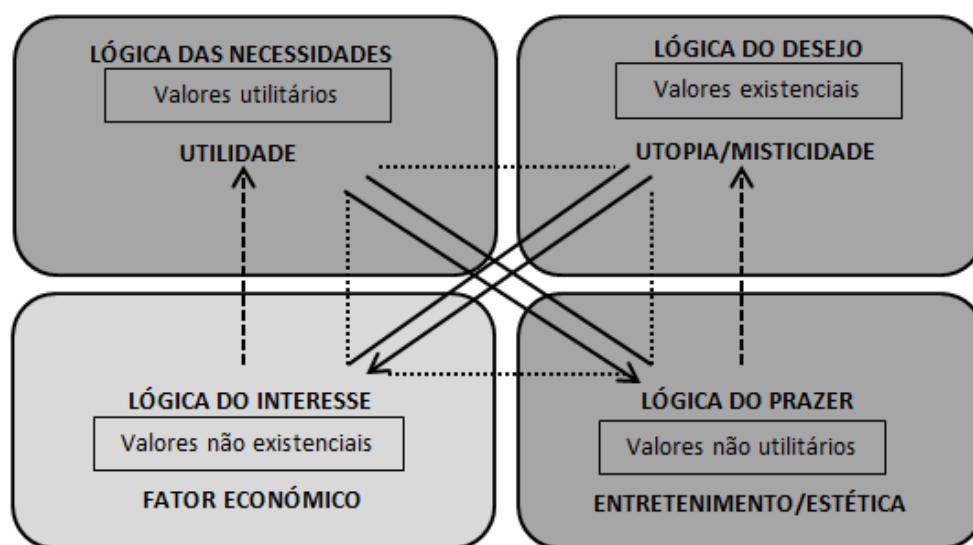 LÓGICA DAS NECESSIDADES
Valores utilitários
UTILIDADE
LÓGICA DO DESEJO
Valores existenciais
UTOPIA/MISTICIDADE
LÓGICA DO INTERESSE
Valores não existenciais
FATOR ECONÓMICO
LÓGICA DO PRAZER
Valores não utilitários
ENTRETENIMENTO/ESTÉTICA